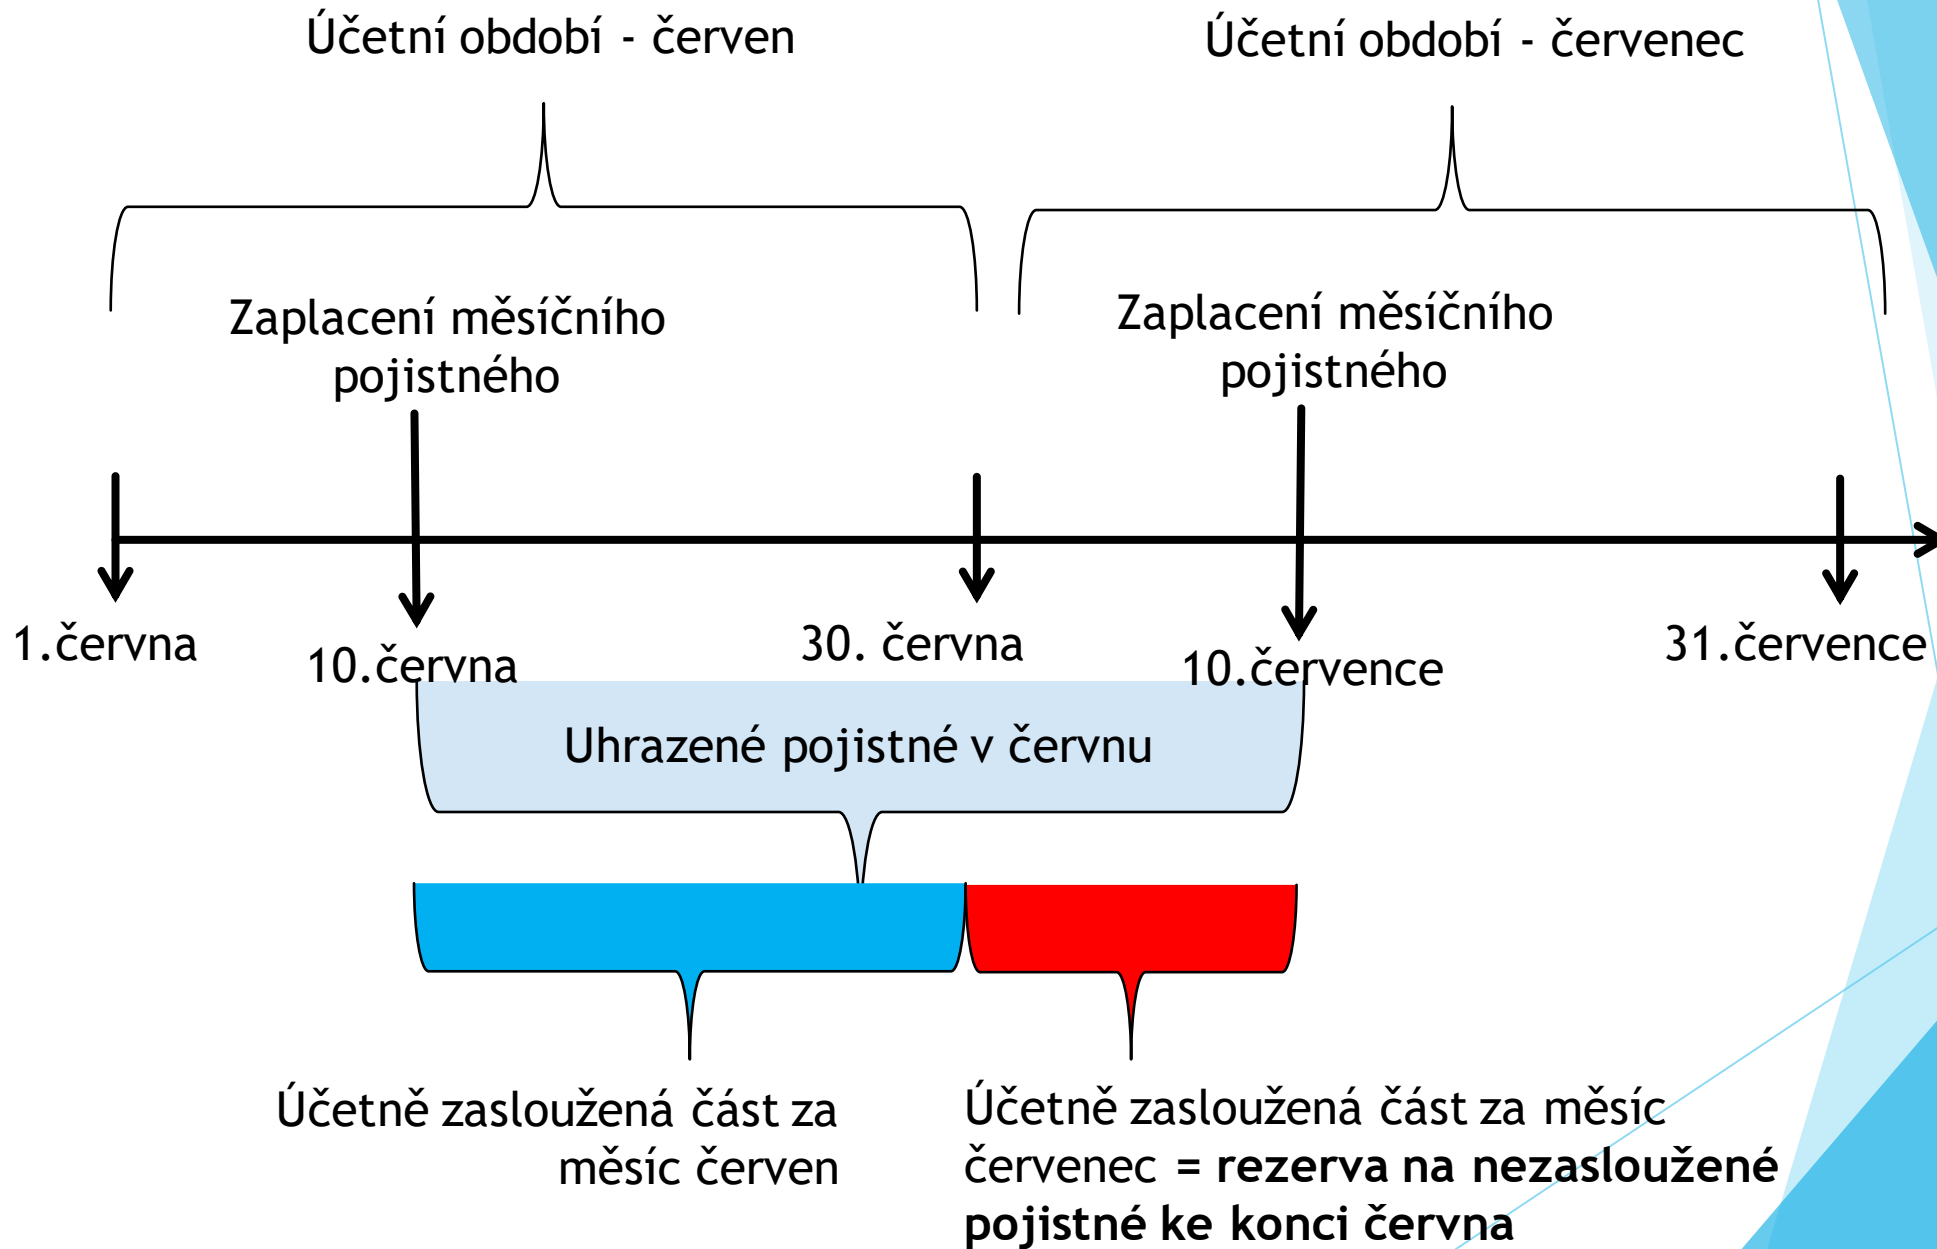 Účetní období - červen
Účetní období - červenec
Zaplacení měsíčního
pojistného
Zaplacení měsíčního
pojistného
1.června
10.června
30. června
10.července
31.července
Uhrazené pojistné v červnu
Účetně zasloužená část za
měsíc červen
Účetně zasloužená část za měsíc
červenec = rezerva na nezasloužené
pojistné ke konci června